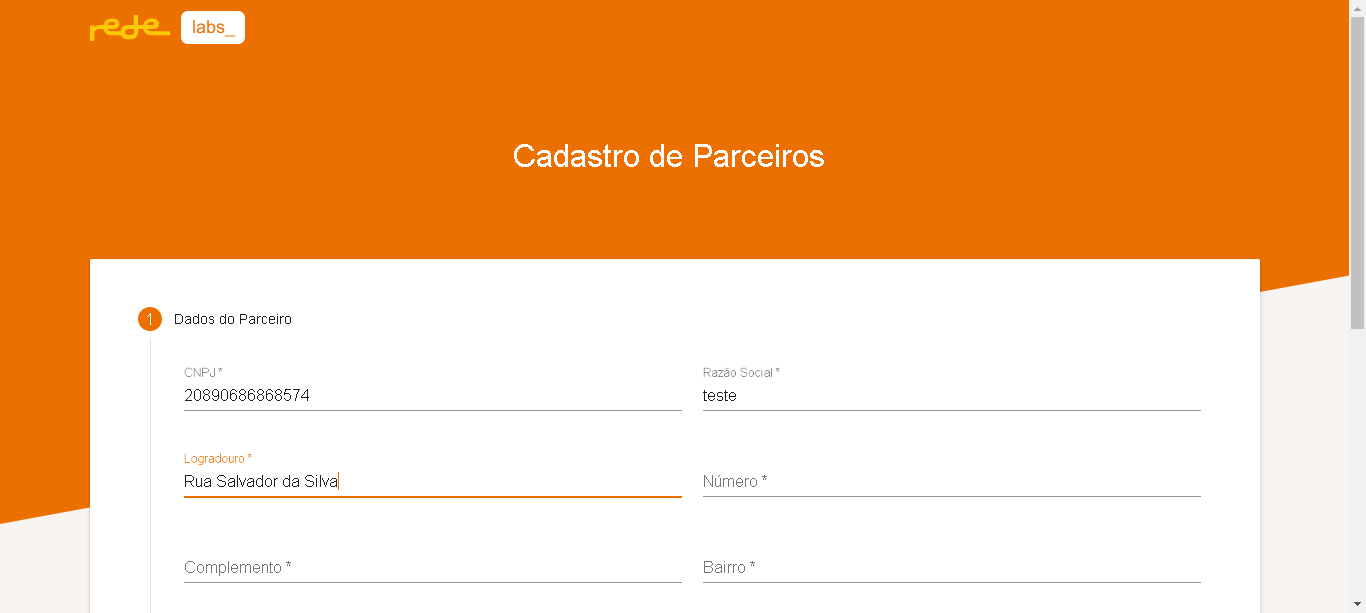 rede labs_
Cadastro de Parceiros
1 Dados do Parceiro
CNPJ * Razão Social *
20890686868574 teste
Logradouro *
Rua Salvador da Silva Número *
Complemento * Bairro *